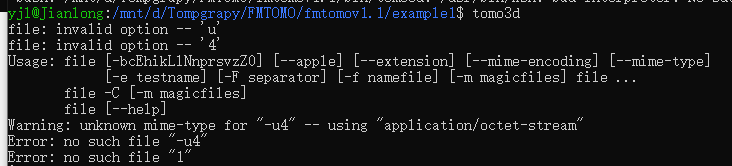 yjl@Jianlong:/mnt/d/Tompgrapy/FMTOMO/fmtomov1.1/example1$ tomo3d
file: invalid option -- 'u'
file: invalid option -- '4'
Usage: file [-bcEhikLlNnprsvzZ0] [--apple] [--extension] [--mime-encoding] [--mime-type]
[-e testname] [-F separator] [-f namefile] [-m magicfiles] file ...
file -C [-m magicfiles]
file [--help]
Warning: unknown mime-type for "-u4" -- using "application/octet-stream"
Error: no such file "-u4"
Error: no such file "1"